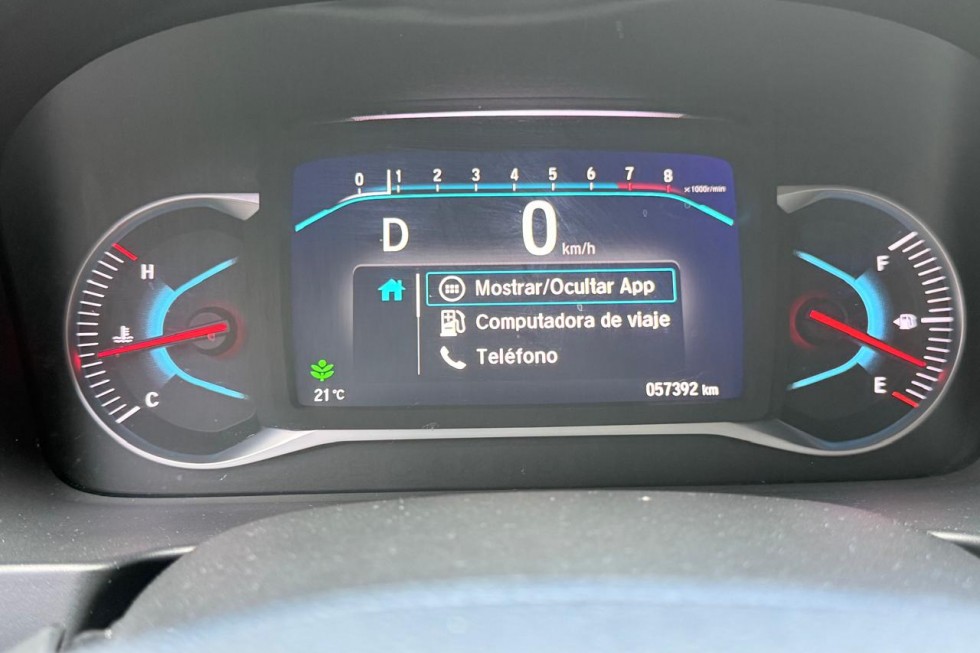 0 1 2 3 4 5 6 7 8
x1000r/min
D 0 km/h
H
F
Mostrar/Ocultar App
Computadora de viaje
Teléfono
C
E
21°C
057392 km